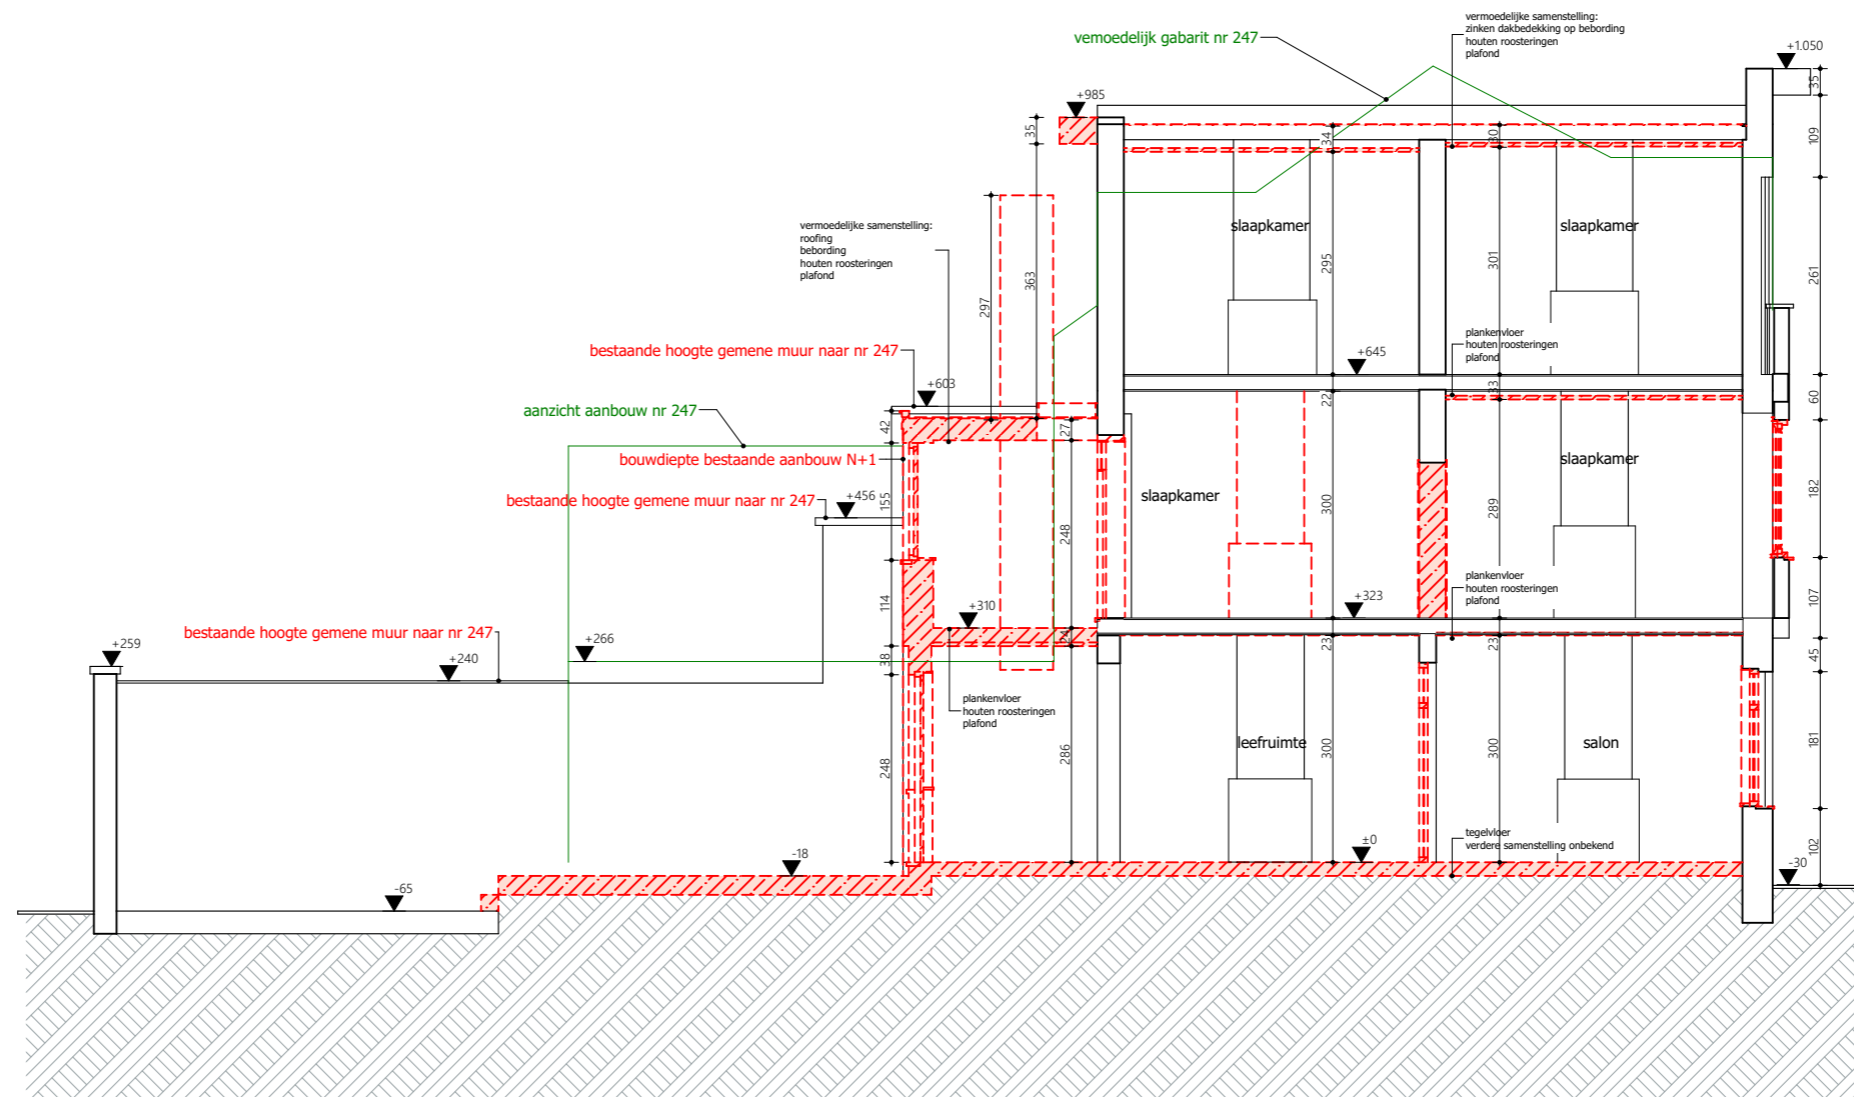 vermoedelijke samenstelling:
zinken dakbedekking op bebording
houten roosteringen
plafond
vemoedelijk gabarit nr 247
+1.050
35
+985
35
34
30
109
vermoedelijke samenstelling:
roofing
bebording
houten roosteringen
plafond
slaapkamer
slaapkamer
297
363
295
301
261
plankenvloer
houten roosteringen
plafond
bestaande hoogte gemene muur naar nr 247
+645
+603
aanzicht aanbouw nr 247
42
27
22
33
60
bouwdiepte bestaande aanbouw N+1
slaapkamer
bestaande hoogte gemene muur naar nr 247
+456
155
slaapkamer
248
300
289
182
plankenvloer
houten roosteringen
plafond
114
+310
+323
107
bestaande hoogte gemene muur naar nr 247
+259
+266
+240
38
24
23
23
45
plankenvloer
houten roosteringen
plafond
leefruimte
salon
248
286
300
300
181
tegelvloer
verdere samenstelling onbekend
±0
102
-18
-30
-65